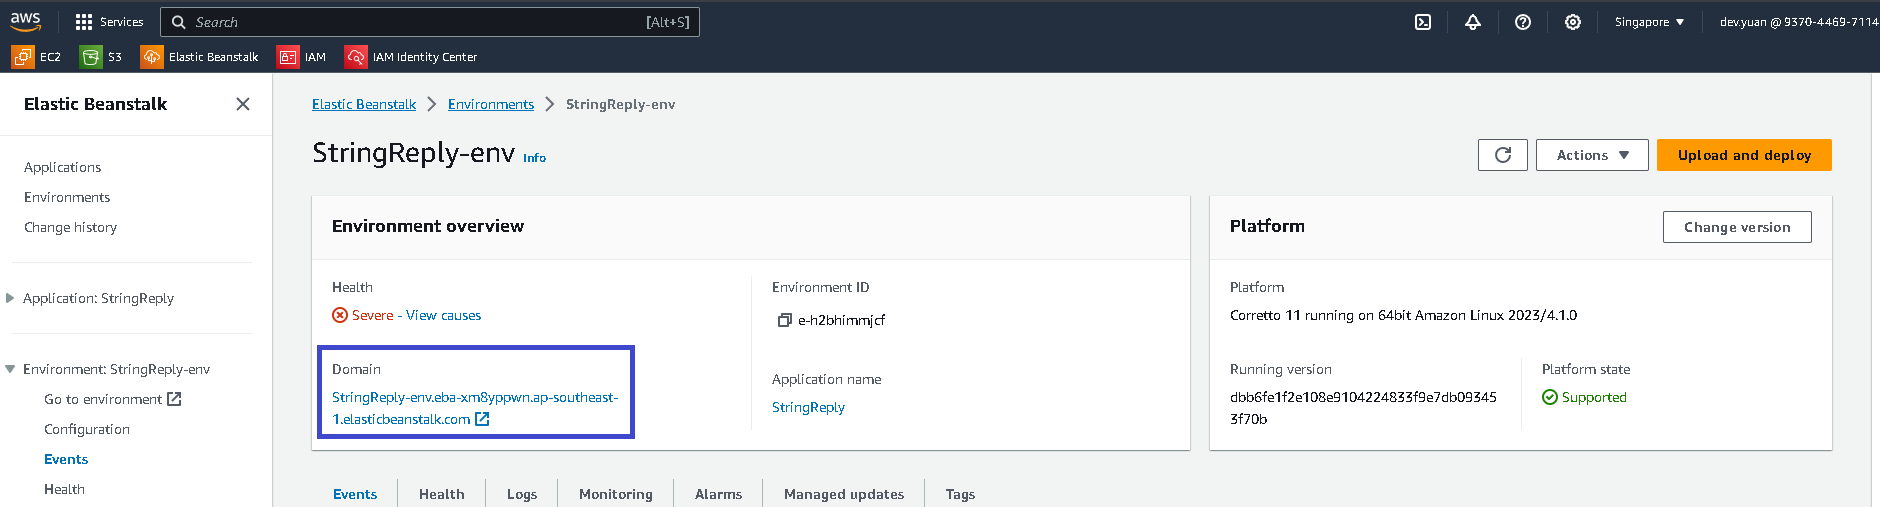 aws Services Search [Alt+S] Singapore dev.yuan @ 9370-4469-7114
EC2 S3 Elastic Beanstalk IAM IAM Identity Center
Elastic Beanstalk
Applications
Environments
Change history
Application: StringReply
Environment: StringReply-env
Go to environment
Configuration
Events
Health
Elastic Beanstalk Environments StringReply-env
StringReply-env Info
Actions
Upload and deploy
Environment overview
Health
Severe - View causes
Domain
StringReply-env.eba-xm8yppwn.ap-southeast-
1.elasticbeanstalk.com
Environment ID
e-h2bhimmjcf
Application name
StringReply
Platform
Change version
Platform
Corretto 11 running on 64bit Amazon Linux 2023/4.1.0
Running version
dbb6fe1f2e108e9104224833f9e7db09345
3f70b
Platform state
Supported
Events Health Logs Monitoring Alarms Managed updates Tags